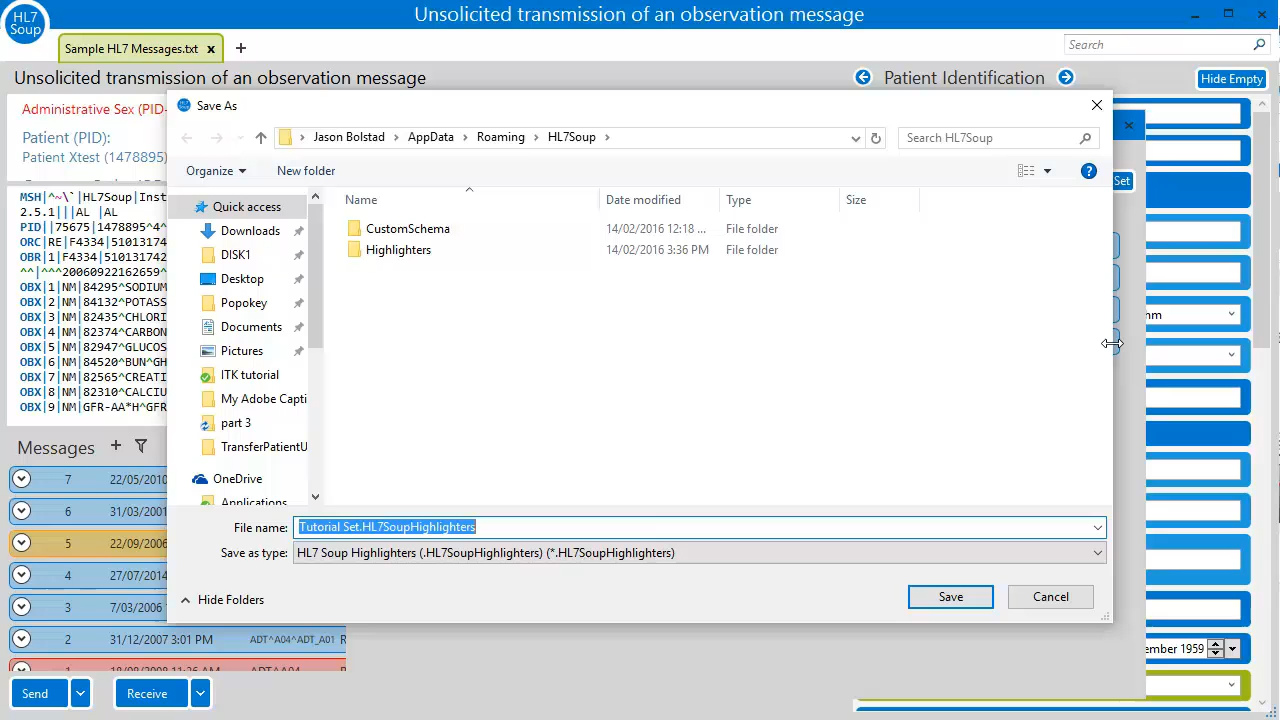 HL7
Soup
Unsolicited transmission of an observation message
Sample HL7 Messages.txt x
Search
Unsolicited transmission of an observation message
Patient Identification
Hide Empty
Administrative Sex (PID-
Patient (PID):
Patient Xtest (1478895)
MSH|^~\`|HL7Soup|Inst
2.5.1|||AL |AL
PID||75675|1478895^4^
ORC|RE|F4334|51013174
OBR|1|F4334|510131742
^^|^^^20060922162659^
OBX|1|NM|84295^SODIUM
OBX|2|NM|84132^POTASS
OBX|3|NM|82435^CHLORI
OBX|4|NM|82374^CARBON
OBX|5|NM|82947^GLUCOS
OBX|6|NM|84520^BUN^GH
OBX|7|NM|82565^CREATI
OBX|8|NM|82310^CALCIU
OBX|9|NM|GFR-AA*H^GFR
Messages
7 22/05/2010
6 31/03/2001
5 22/09/2006
4 27/07/2014
3 7/03/2006
2 31/12/2007 3:01 PM ADT^A04^ADT_A01 R
Send
Receive
Save As
Jason Bolstad
AppData
Roaming
HL7Soup
Search HL7Soup
Organize
New folder
Quick access
Downloads
DISK1
Desktop
Popokey
Documents
Pictures
ITK tutorial
My Adobe Capti
part 3
TransferPatientU
OneDrive
Applications
Name Date modified Type Size
CustomSchema 14/02/2016 12:18 ... File folder
Highlighters 14/02/2016 3:36 PM File folder
File name: Tutorial Set.HL7SoupHighlighters
Save as type: HL7 Soup Highlighters (.HL7SoupHighlighters) (*.HL7SoupHighlighters)
Hide Folders
Save
Cancel
Set
hm
ember 1959